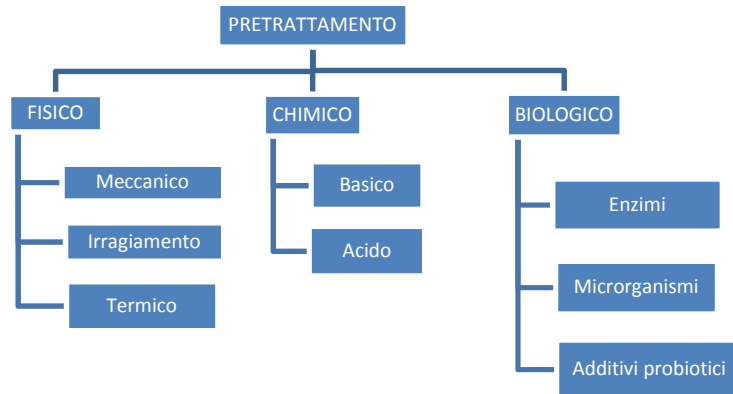 PRETRATTAMENTO
FISICO
CHIMICO
BIOLOGICO
Meccanico
Irragiamento
Termico
Basico
Acido
Enzimi
Microrganismi
Additivi probiotici